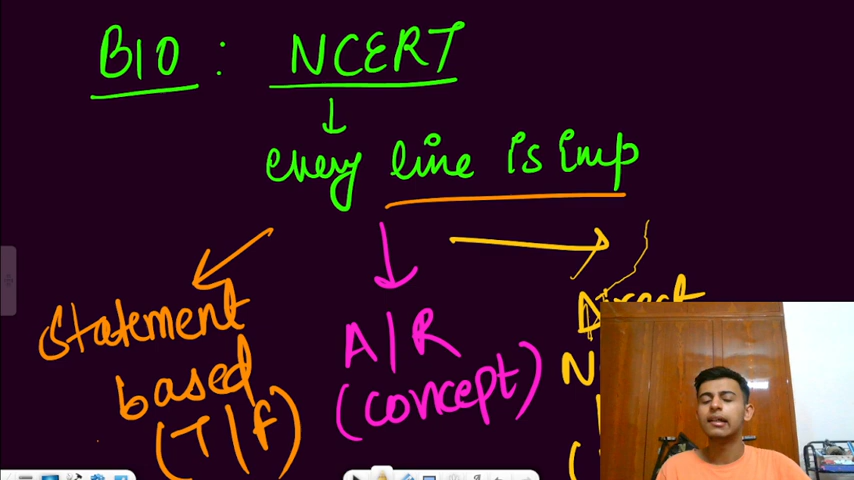 BIO : NCERT
every line is imp
Statement
based
(T/F)
A/R
(concept)
Direct
N